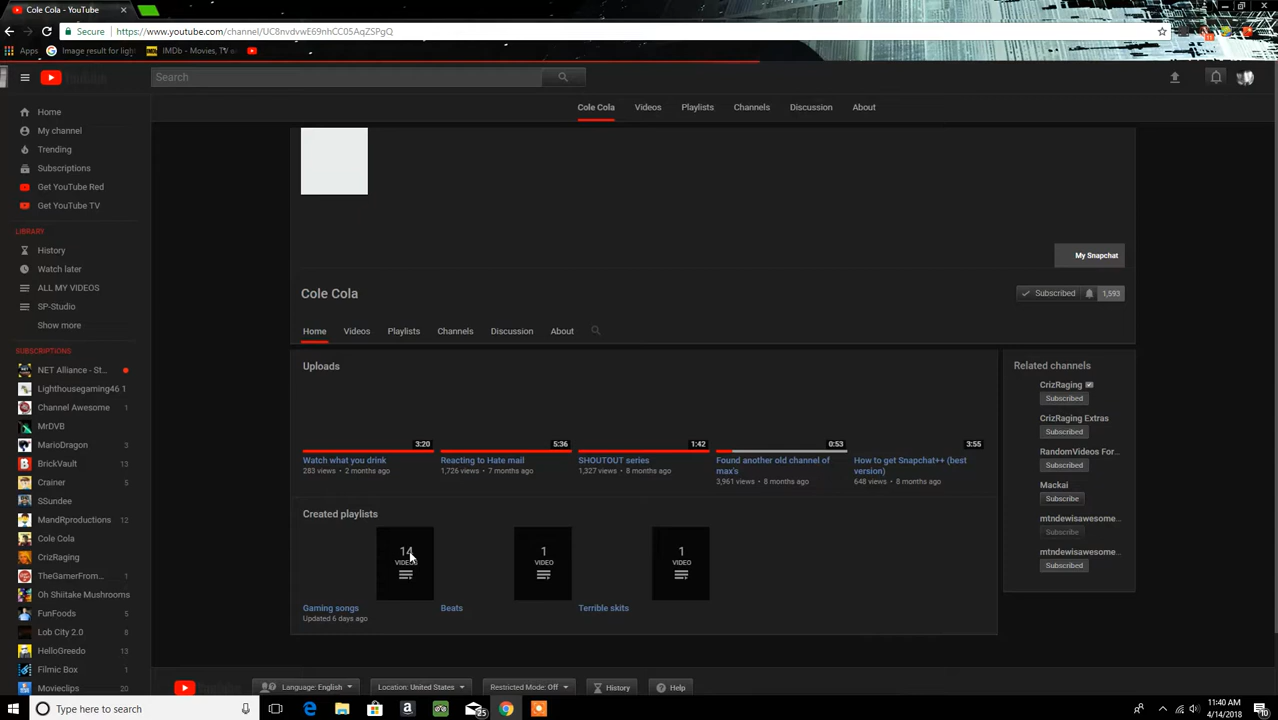 Cole Cola - YouTube
Secure https://www.youtube.com/channel/UC8nvdvwE69nhCC05AqZSPgQ
Apps Image result for light IMDb - Movies, TV a
Search
Cole Cola Videos Playlists Channels Discussion About
Home
My channel
Trending
Subscriptions
Get YouTube Red
Get YouTube TV
LIBRARY
History
Watch later
ALL MY VIDEOS
SP-Studio
Show more
SUBSCRIPTIONS
NET Alliance - St...
Lighthousegaming46 1
Channel Awesome 1
MrDVB
MarioDragon 3
BrickVault 13
Crainer 5
SSundee 5
MandRproductions 12
Cole Cola
CrizRaging 1
TheGamerFrom... 1
Oh Shiitake Mushrooms
FunFoods 5
Lob City 2.0 8
HelloGreedo 13
Filmic Box 1
Movieclips 20
My Snapchat
Cole Cola
Subscribed 1,593
Home Videos Playlists Channels Discussion About
Uploads
3:20 5:36 1:42 0:53 3:55
Watch what you drink
283 views • 2 months ago
Reacting to Hate mail
1,726 views • 7 months ago
SHOUTOUT series
1,327 views • 8 months ago
Found another old channel of
max's
3,961 views • 8 months ago
How to get Snapchat++ (best
version)
648 views • 8 months ago
Created playlists
14
VIDEOS
Gaming songs
Updated 6 days ago
1
VIDEO
Beats
1
VIDEO
Terrible skits
Related channels
CrizRaging
Subscribed
CrizRaging Extras
Subscribed
RandomVideos For...
Subscribed
Mackai
Subscribe
mtndewisawesome...
Subscribe
mtndewisawesome...
Subscribed
Language: English Location: United States Restricted Mode: Off History Help
Type here to search
25
11:40 AM
4/14/2018
10